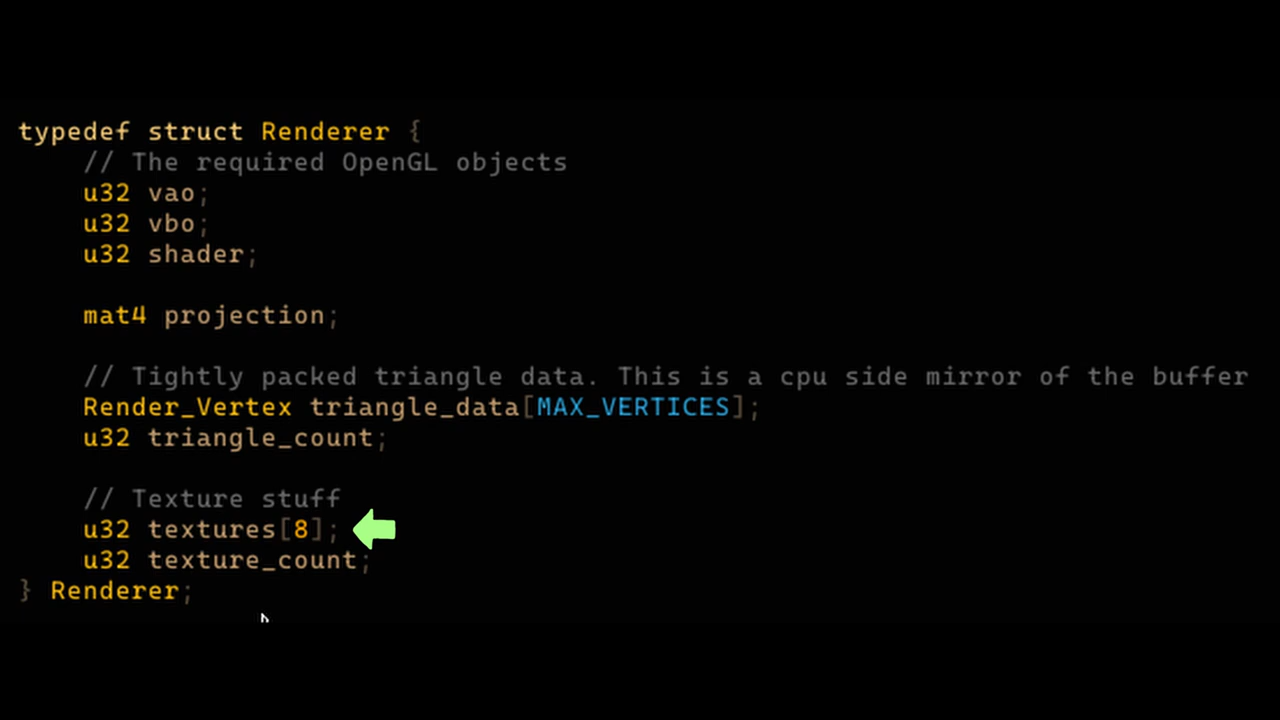 typedef struct Renderer {
    // The required OpenGL objects
    u32 vao;
    u32 vbo;
    u32 shader;
    mat4 projection;
    // Tightly packed triangle data. This is a cpu side mirror of the buffer
    Render_Vertex triangle_data[MAX_VERTICES];
    u32 triangle_count;
    // Texture stuff
    u32 textures[8];
    u32 texture_count;
} Renderer;